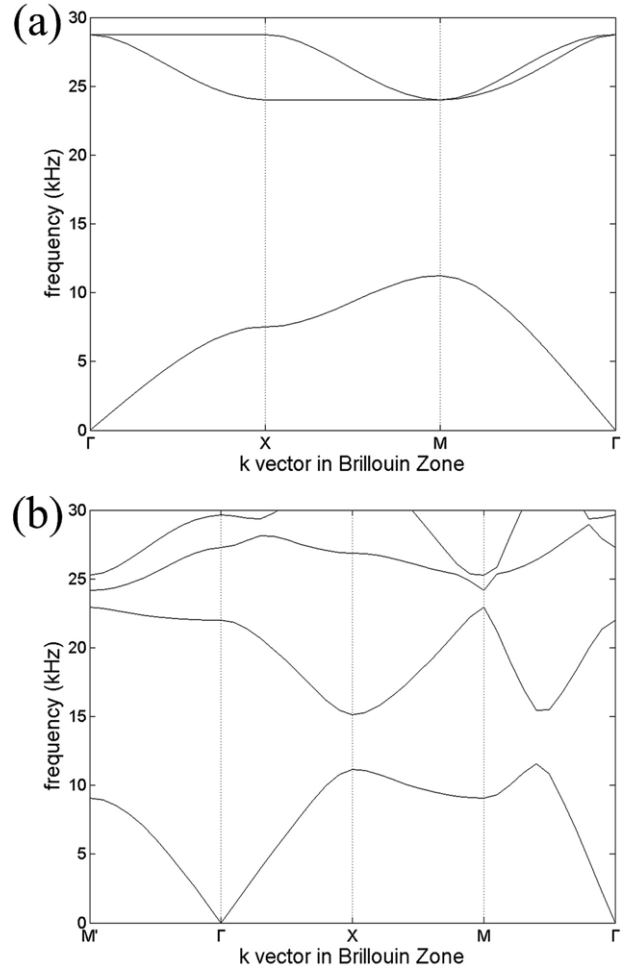 (a)
30
25
20
15
10
5
0
frequency (kHz)
Γ X M Γ
k vector in Brillouin Zone
(b)
30
25
20
15
10
5
0
frequency (kHz)
M' Γ X M Γ
k vector in Brillouin Zone